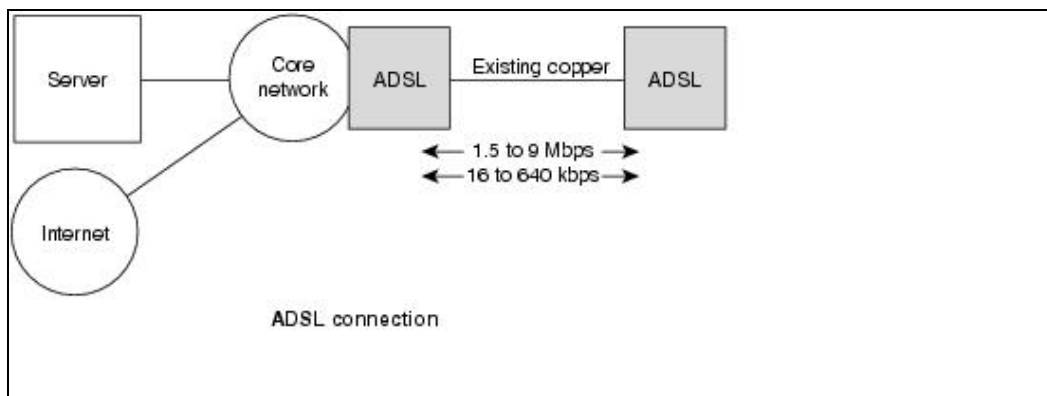 Server
Core
network
ADSL
Existing copper
ADSL
1.5 to 9 Mbps
16 to 640 kbps
Internet
ADSL connection